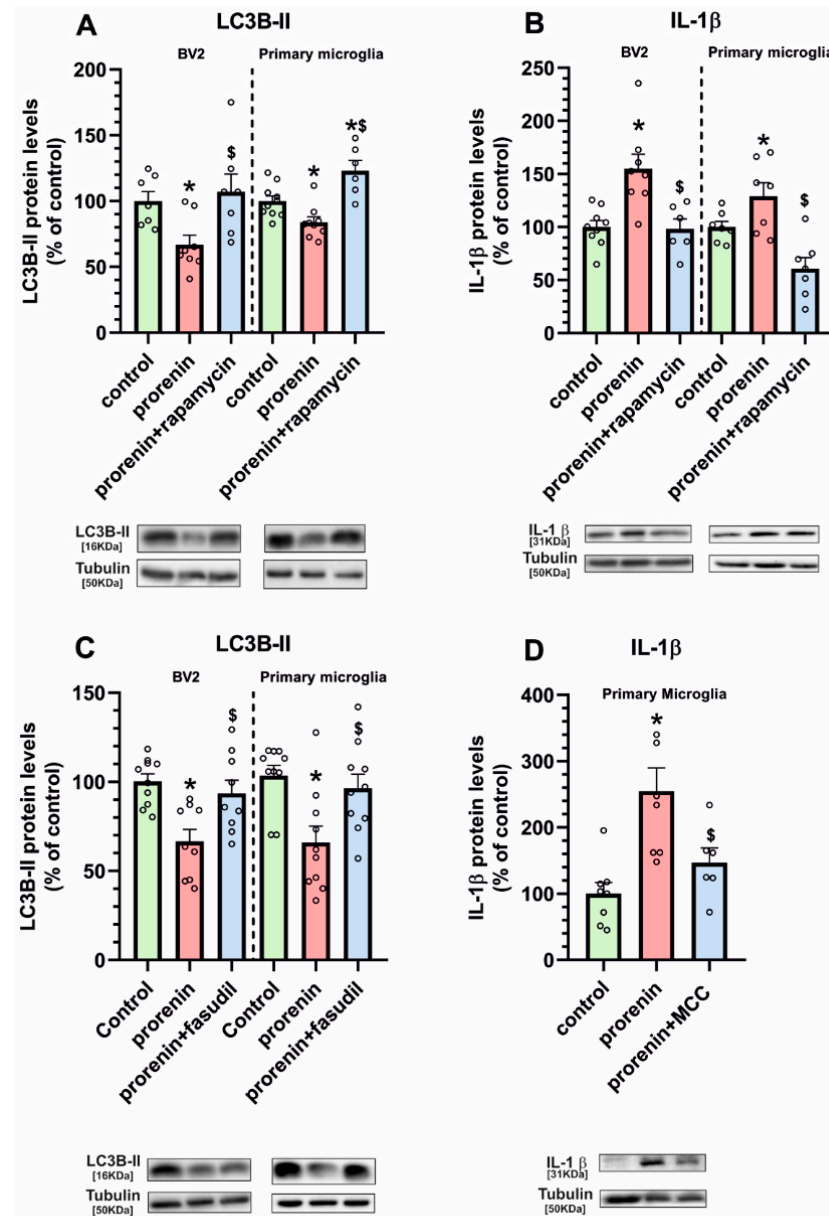 A
LC3B-II
BV2
Primary microglia
LC3B-II protein levels
(% of control)
200
150
100
50
0
*
$
*
*$
control
prorenin
prorenin+rapamycin
control
prorenin
prorenin+rapamycin
LC3B-II
[16KDa]
Tubulin
[50KDa]
B
IL-1β
BV2
Primary microglia
IL-1β protein levels
(% of control)
250
200
150
100
50
0
*
$
*
$
control
prorenin
prorenin+rapamycin
control
prorenin
prorenin+rapamycin
IL-1 β
[31KDa]
Tubulin
[50KDa]
C
LC3B-II
BV2
Primary microglia
LC3B-II protein levels
(% of control)
150
100
50
0
*
$
*
$
Control
prorenin
prorenin+fasudil
Control
prorenin
prorenin+fasudil
LC3B-II
[16KDa]
Tubulin
[50KDa]
D
IL-1β
Primary Microglia
IL-1β protein levels
(% of control)
400
300
200
100
0
*
$
control
prorenin
prorenin+MCC
IL-1 β
[31KDa]
Tubulin
[50KDa]